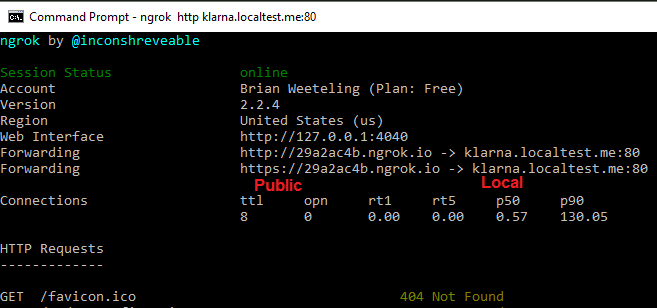 Command Prompt - ngrok  http klarna.localtest.me:80
ngrok by @inconshreveable
Session Status online
Account Brian Weeteling (Plan: Free)
Version 2.2.4
Region United States (us)
Web Interface http://127.0.0.1:4040
Forwarding http://29a2ac4b.ngrok.io -> klarna.localtest.me:80
Forwarding https://29a2ac4b.ngrok.io -> klarna.localtest.me:80
Public Local
Connections ttl opn rt1 rt5 p50 p90
8 0 0.00 0.00 0.57 130.05
HTTP Requests
-------------
GET /favicon.ico 404 Not Found